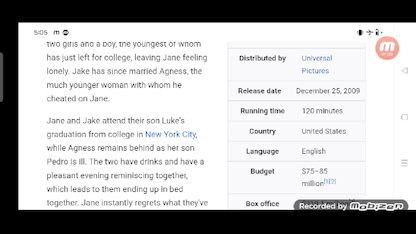 5:05
two girls and a boy, the youngest of whom
has just left for college, leaving Jane feeling
lonely. Jake has since married Agness, the
much younger woman with whom he
cheated on Jane.
Jane and Jake attend their son Luke's
graduation from college in New York City,
while Agness remains behind as her son
Pedro is ill. The two have drinks and have a
pleasant evening reminiscing together,
which leads to them ending up in bed
together. Jane instantly regrets what they've
Distributed by Universal
Pictures
Release date December 25, 2009
Running time 120 minutes
Country United States
Language English
Budget $75–85
million
Box office
Recorded by Mobizen